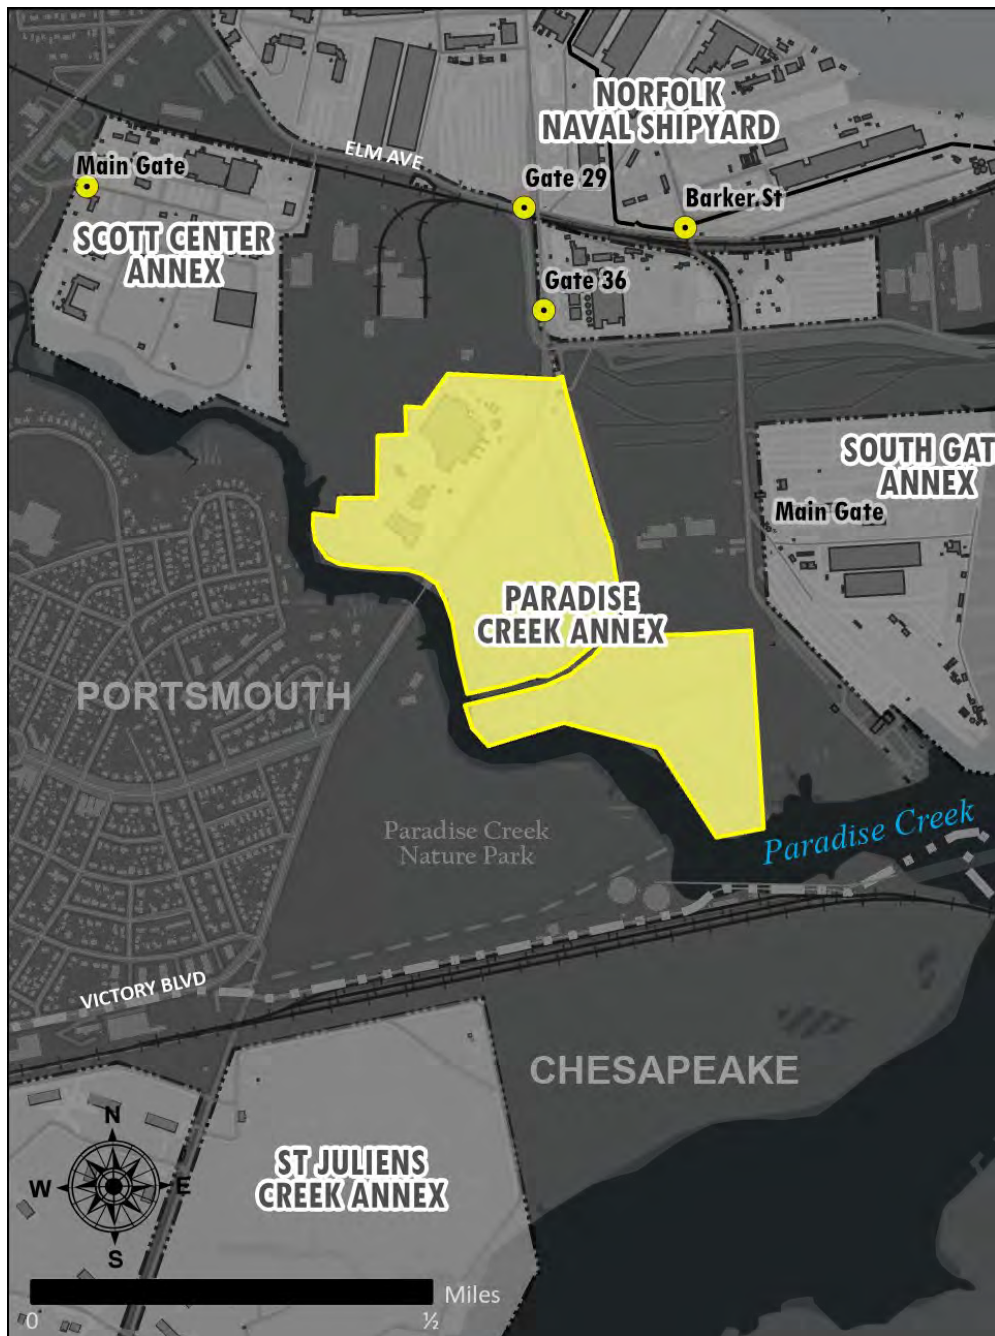 NORFOLK
NAVAL SHIPYARD
ELM AVE
Main Gate
Gate 29
Barker St
SCOTT CENTER
ANNEX
Gate 36
SOUTH GAT
ANNEX
Main Gate
PARADISE
CREEK ANNEX
PORTSMOUTH
Paradise Creek
Nature Park
Paradise Creek
VICTORY BLVD
CHESAPEAKE
N
W
E
S
ST JULIENS
CREEK ANNEX
Miles
0
½